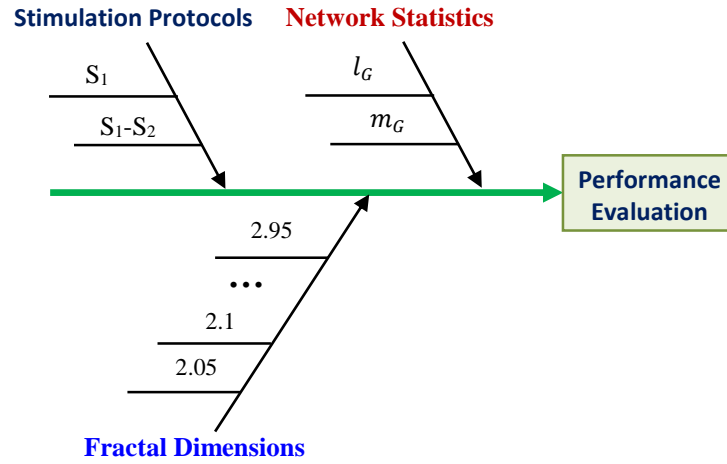 Stimulation Protocols
S₁
S₁-S₂
Network Statistics
l_G
m_G
Performance
Evaluation
2.95
...
2.1
2.05
Fractal Dimensions